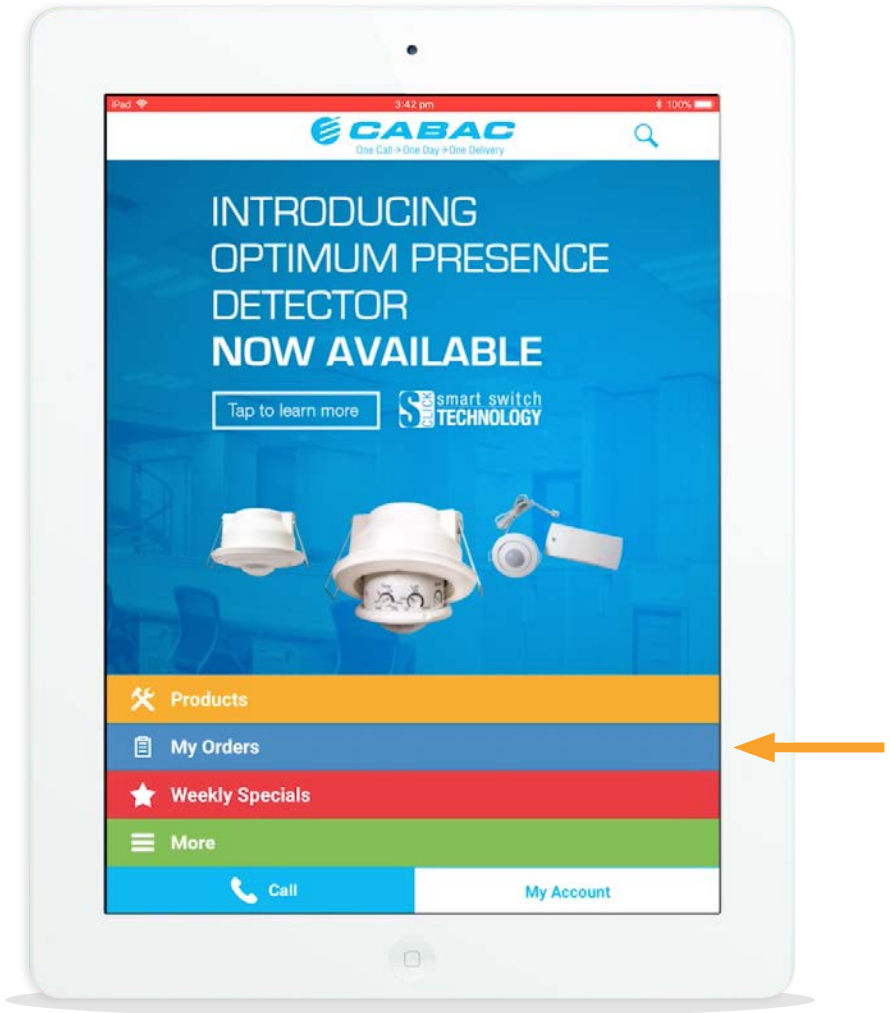 iPad
3:42 pm
100%
CABAC
One Call→One Day→One Delivery
INTRODUCING
OPTIMUM PRESENCE
DETECTOR
NOW AVAILABLE
Tap to learn more
S CLICK smart switch
TECHNOLOGY
Products
My Orders
Weekly Specials
More
Call
My Account